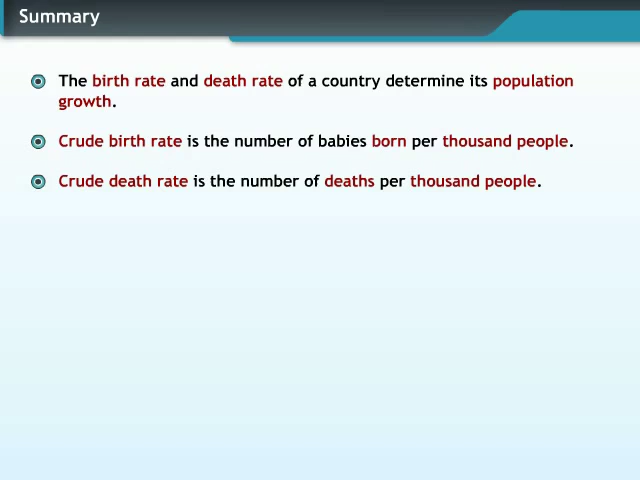 Summary
The birth rate and death rate of a country determine its population
growth.
Crude birth rate is the number of babies born per thousand people.
Crude death rate is the number of deaths per thousand people.